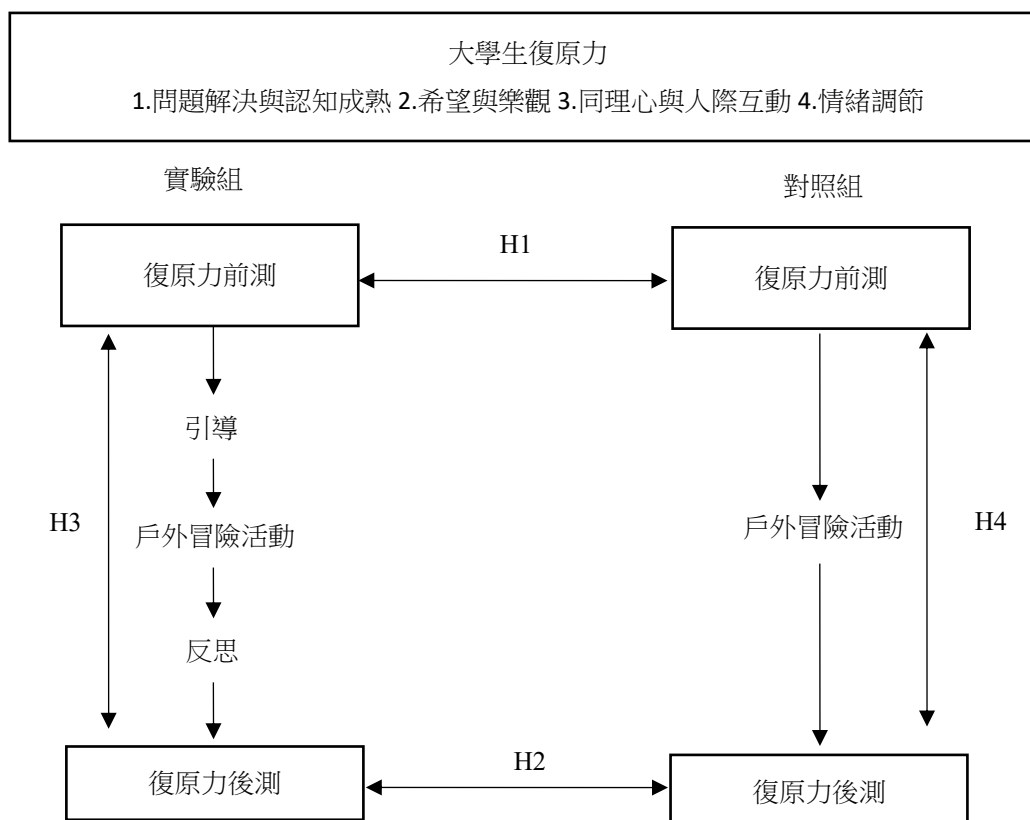 大學生復原力
1.問題解決與認知成熟 2.希望與樂觀 3.同理心與人際互動 4.情緒調節
實驗組
對照組
H1
復原力前測
復原力前測
引導
H3
戶外冒險活動
戶外冒險活動
H4
反思
H2
復原力後測
復原力後測